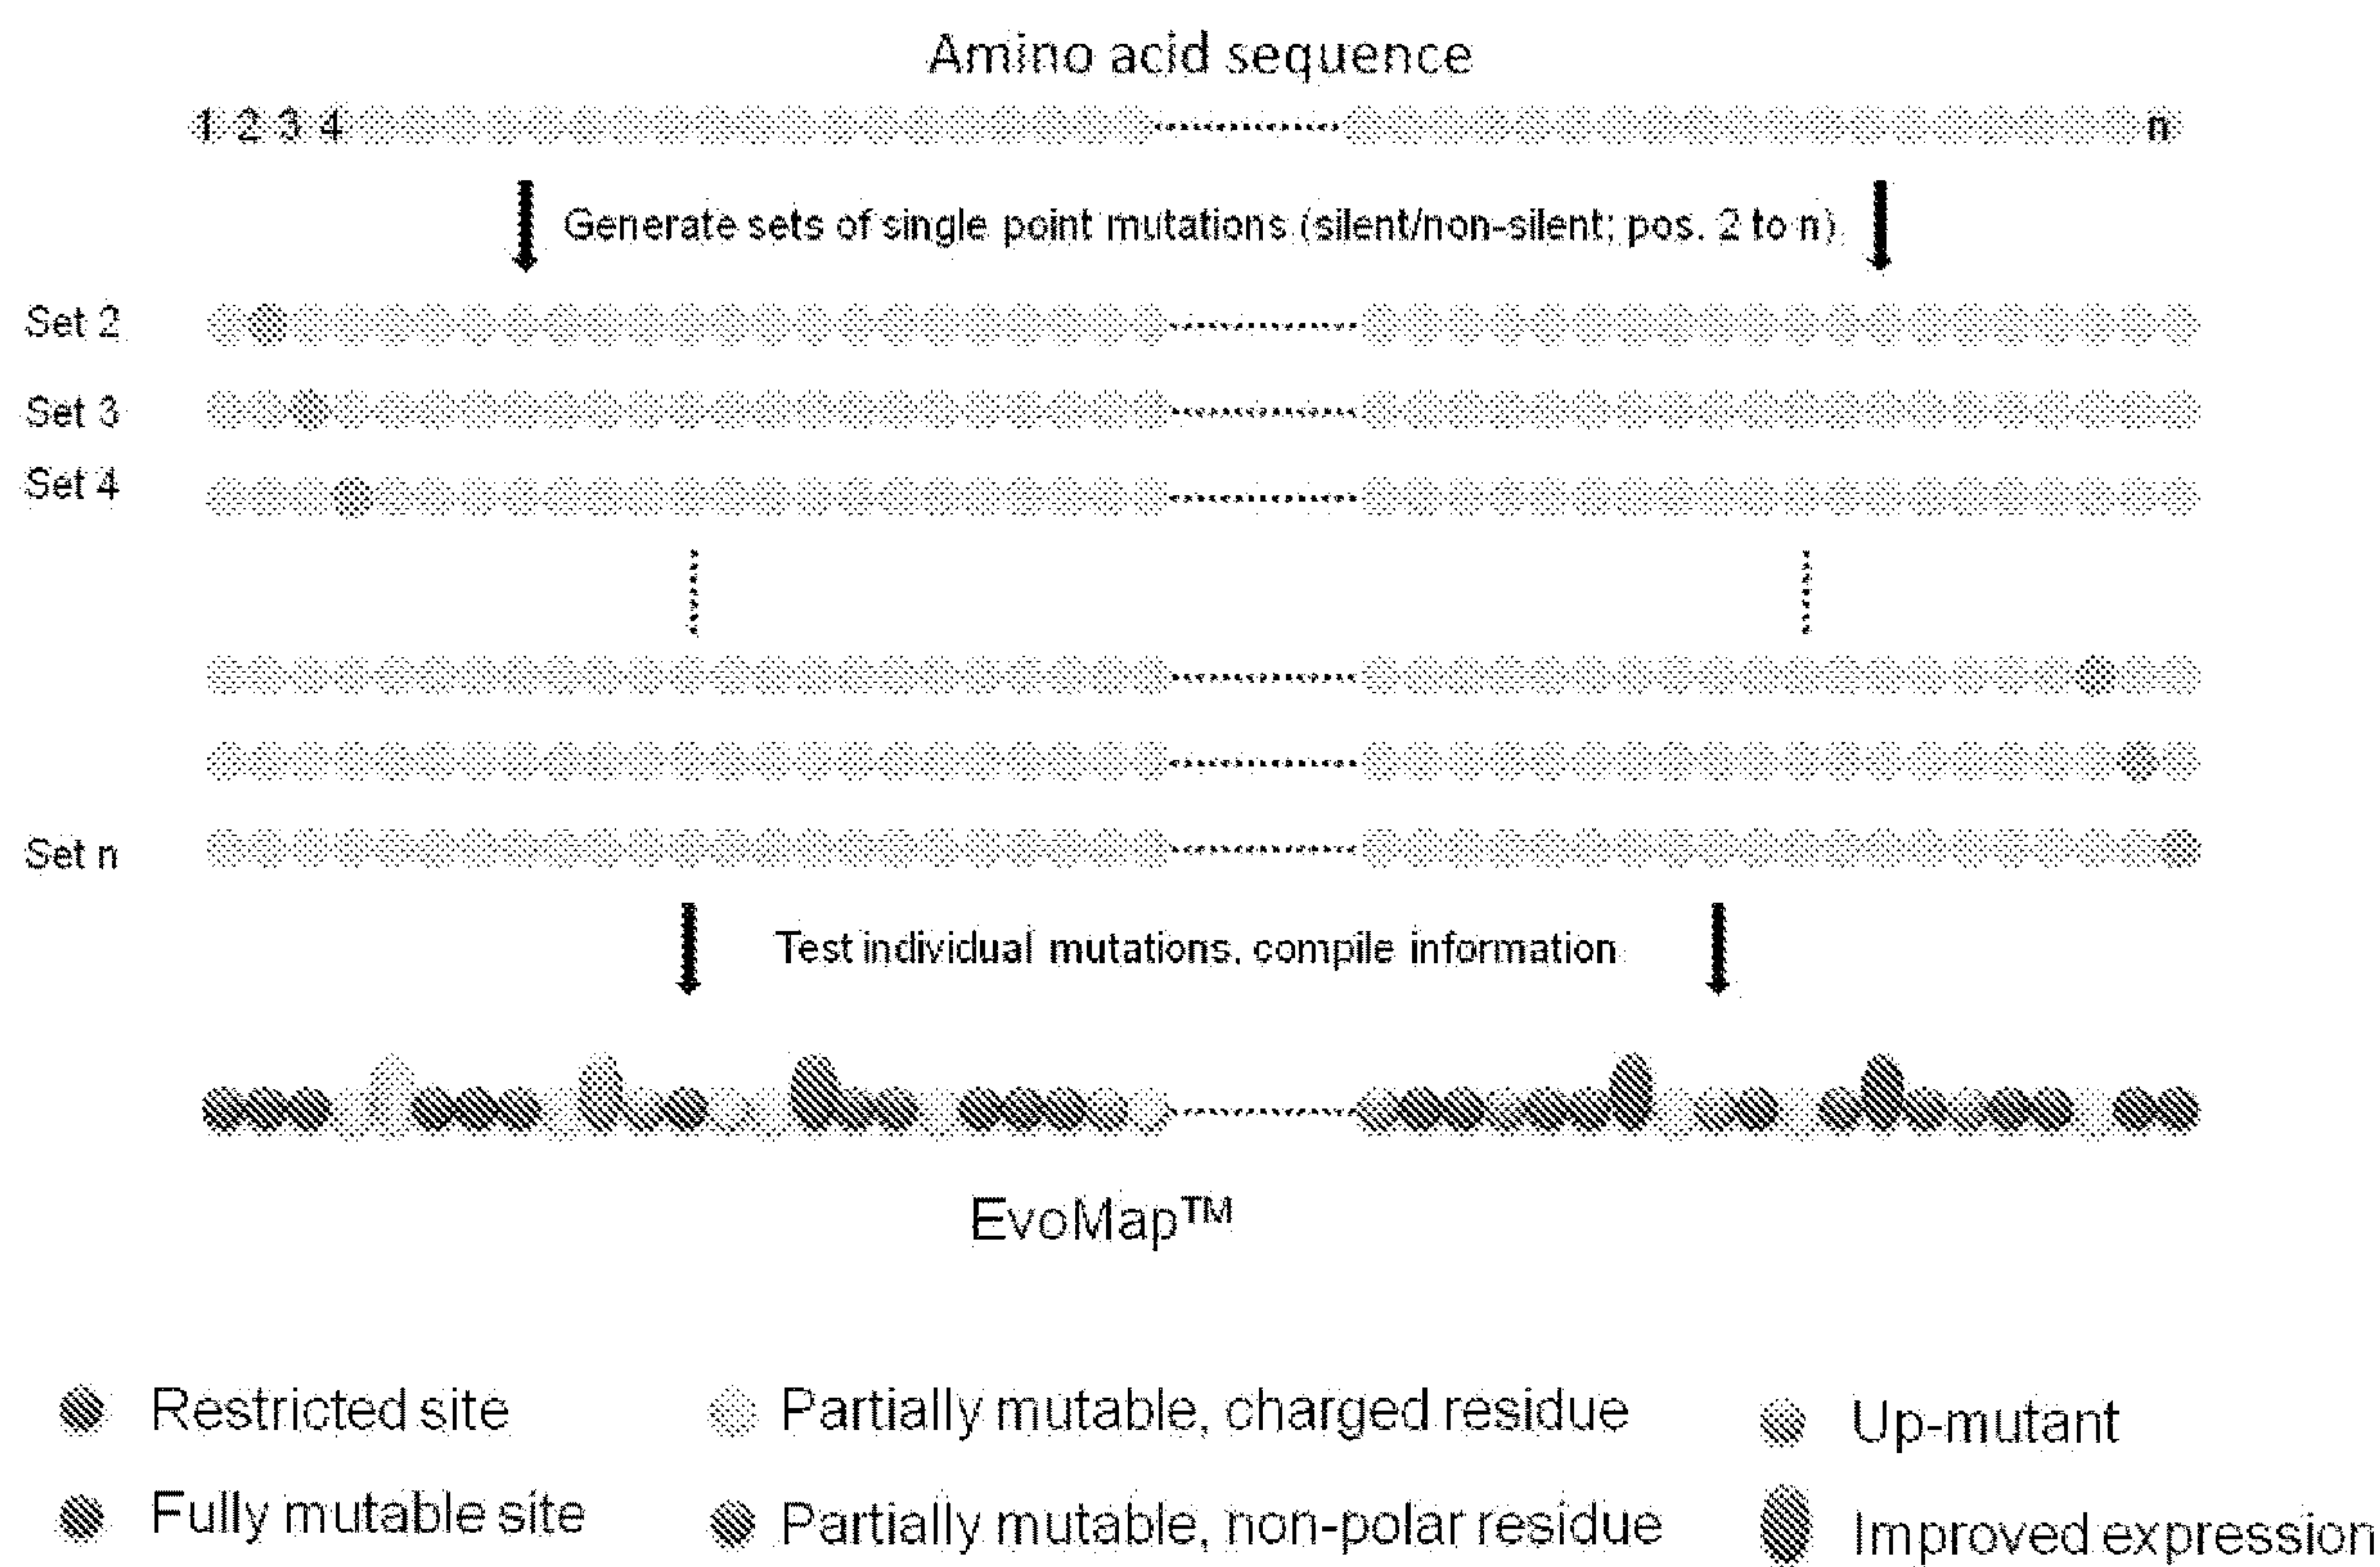 Amino acid sequence
1 2 3 4 n
Generate sets of single point mutations (silent/non-silent; pos. 2 to n)
Set 2
Set 3
Set 4
Set n
Test individual mutations, compile information
EvoMap™
Restricted site
Partially mutable, charged residue
Up-mutant
Fully mutable site
Partially mutable, non-polar residue
Improved expression